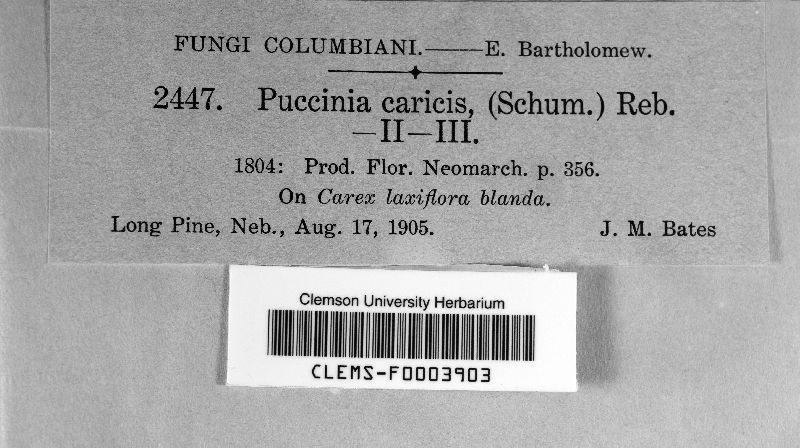 FUNGI COLUMBIANI.——E. Bartholomew.
2447. Puccinia caricis, (Schum.) Reb.
—II—III.
1804: Prod. Flor. Neomarch. p. 356.
On Carex laxiflora blanda.
Long Pine, Neb., Aug. 17, 1905. J. M. Bates
Clemson University Herbarium
CLEMS-F0003903